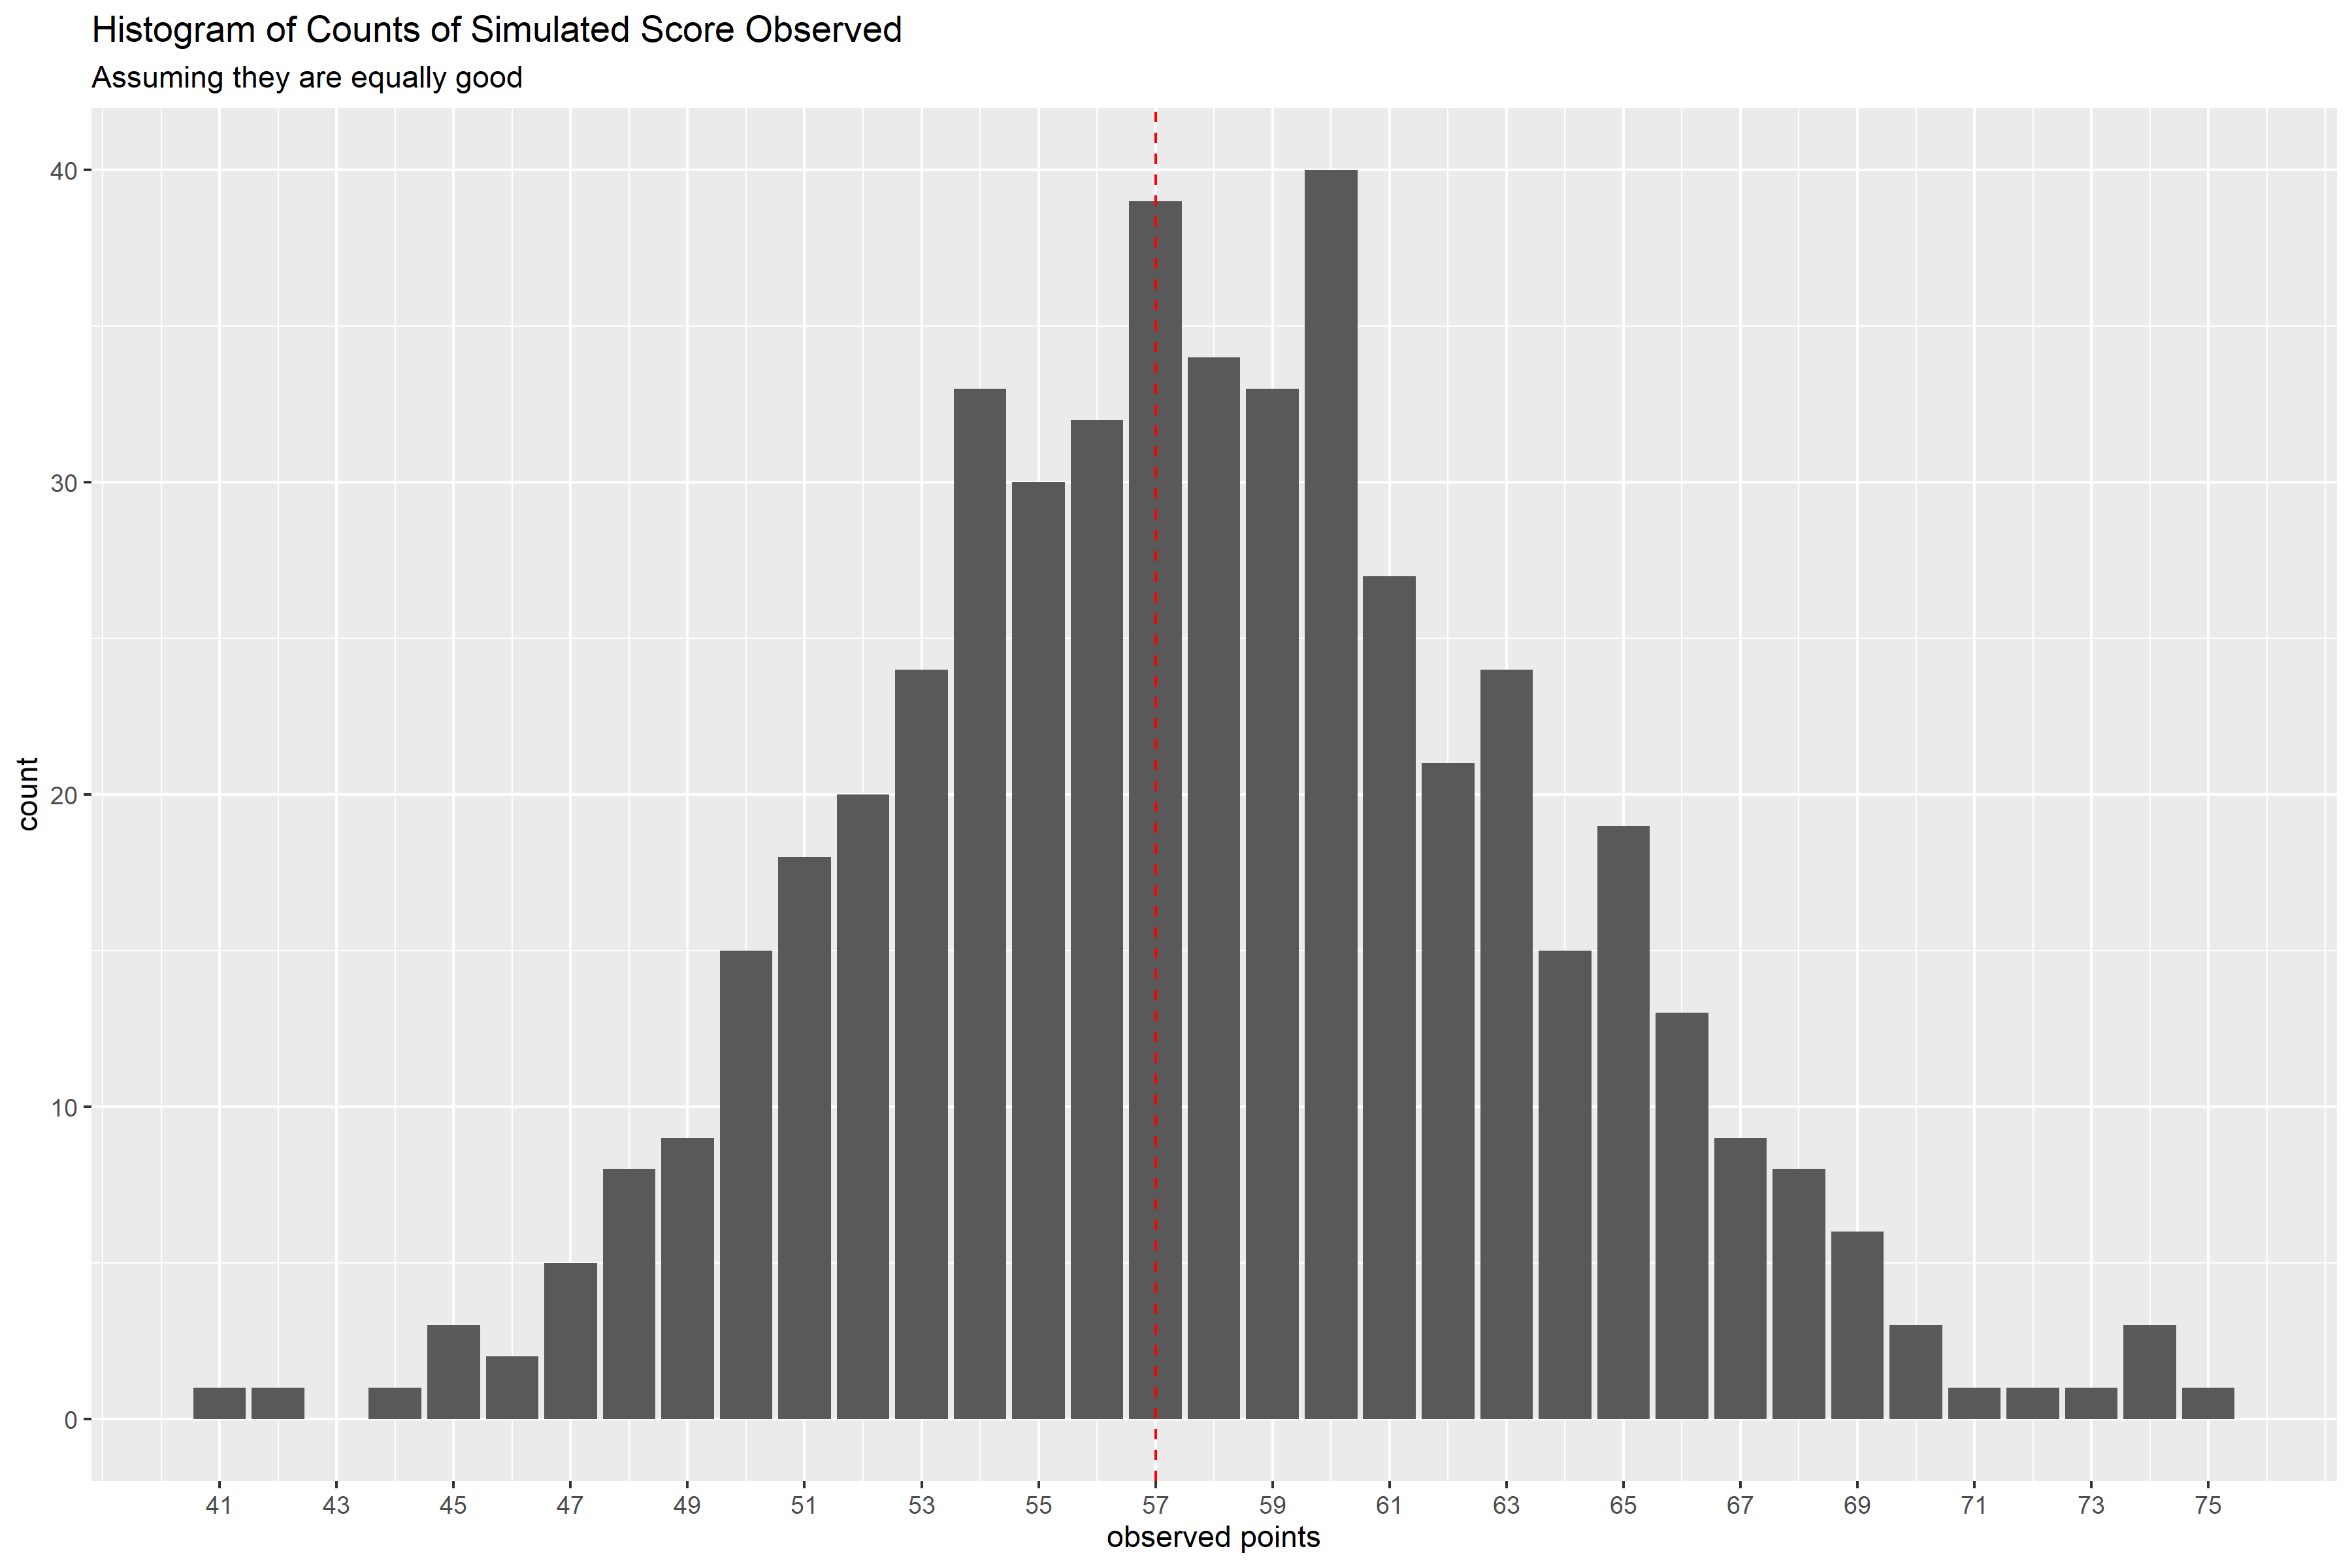 Histogram of Counts of Simulated Score Observed
Assuming they are equally good
40
30
20
10
0
count
41 43 45 47 49 51 53 55 57 59 61 63 65 67 69 71 73 75
observed points